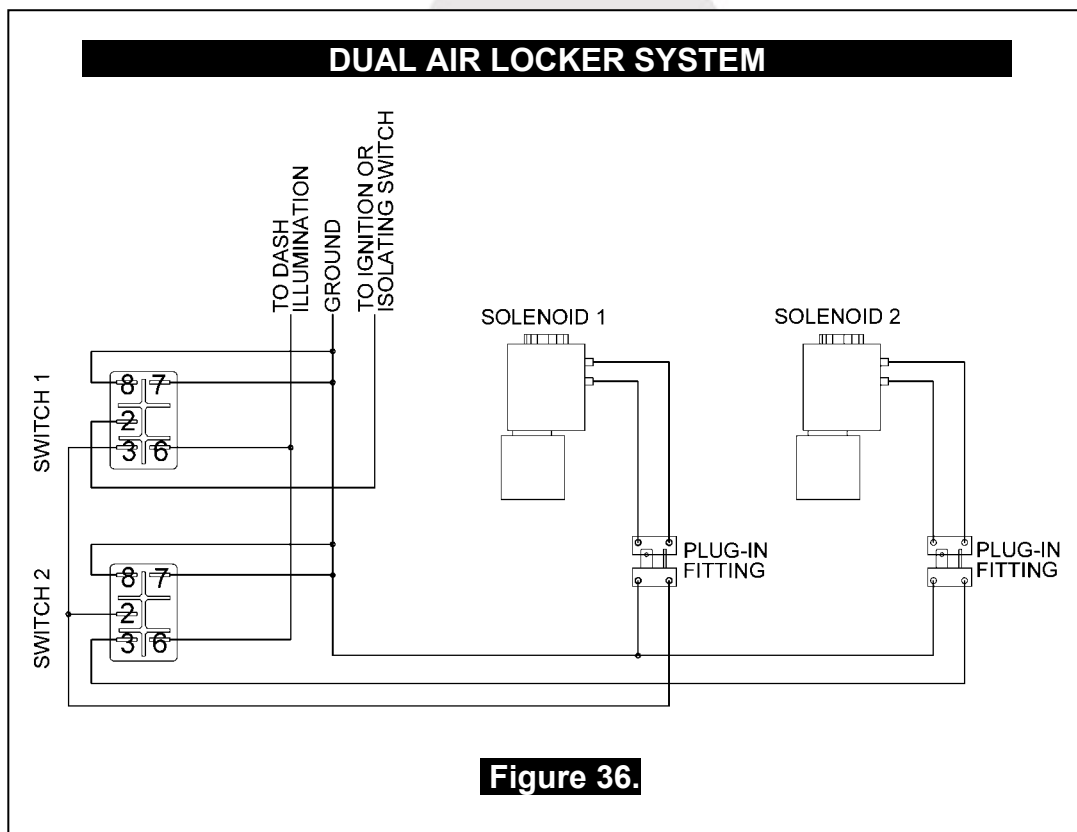 DUAL AIR LOCKER SYSTEM
TO DASH
ILLUMINATION
GROUND
TO IGNITION OR
ISOLATING SWITCH
SOLENOID 1
SOLENOID 2
SWITCH 1
8 7
2
3 6
PLUG-IN
FITTING
PLUG-IN
FITTING
SWITCH 2
8 7
2
3 6
Figure 36.